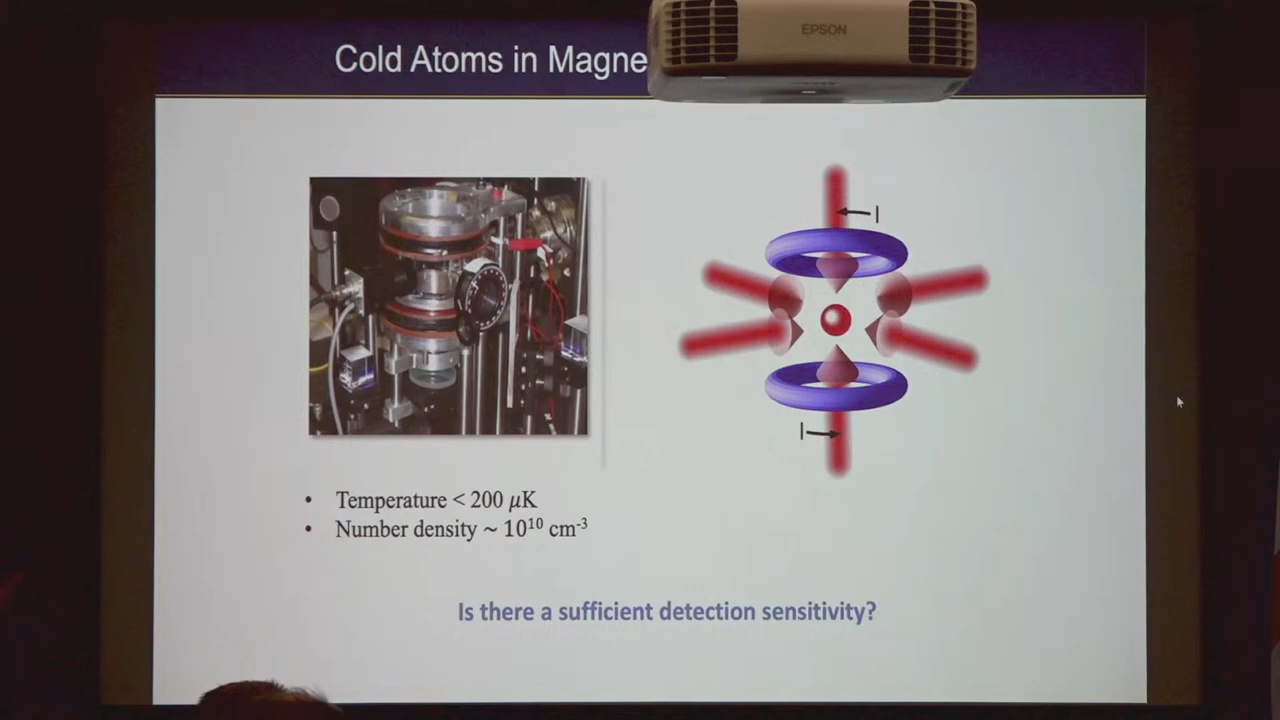 EPSON
Cold Atoms in Magne
I
I
• Temperature < 200 μK
• Number density ~ 10¹⁰ cm⁻³
Is there a sufficient detection sensitivity?